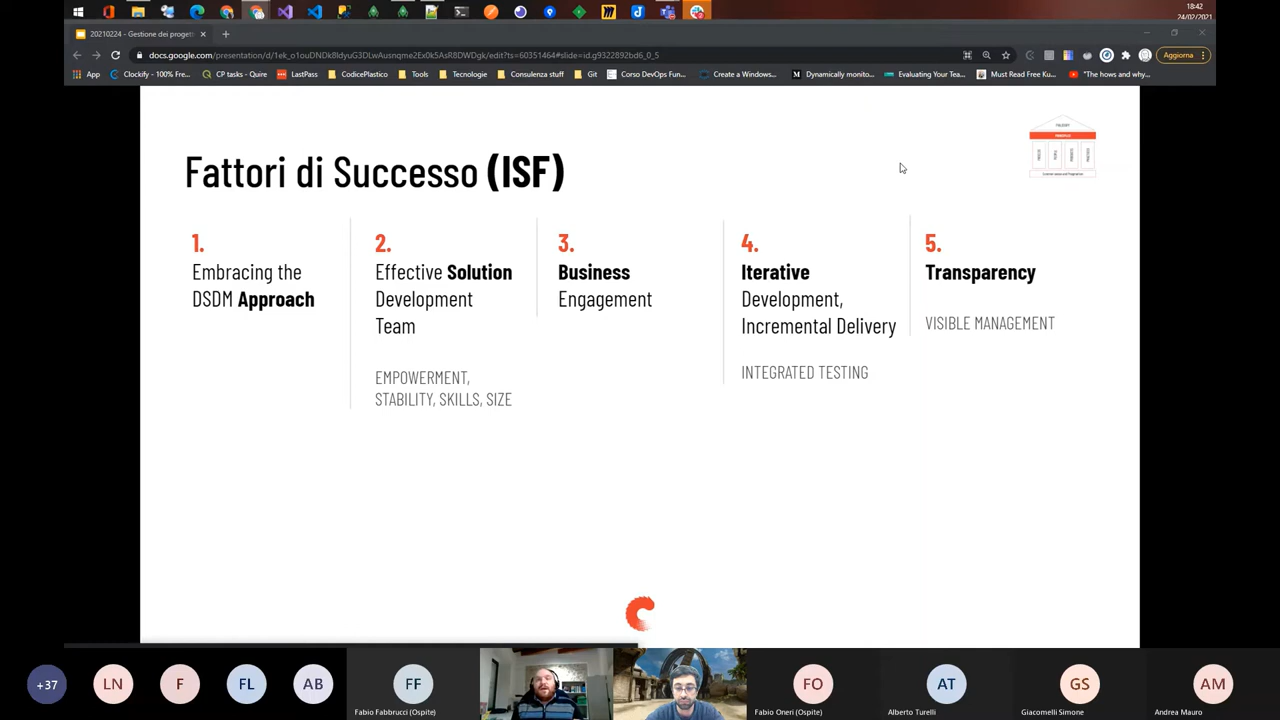 18:42
24/02/2021
20210224 - Gestione dei progett
docs.google.com/presentation/d/1ek_o1ouDNDk8ldyuG3DLwAusnqme2Ex0k5AsR8DWDgk/edit?ts=60351464#slide=id.g9322892bd6_0_5
Aggiorna
App
Clockify - 100% Fre...
CP tasks - Quire
LastPass
CodicePlastico
Tools
Tecnologie
Consulenza stuff
Git
Corso DevOps Fun...
Create a Windows...
Dynamically monito...
Evaluating Your Tea...
Must Read Free Ku...
"The hows and why...
Fattori di Successo (ISF)
1.
Embracing the
DSDM Approach
2.
Effective Solution
Development
Team
EMPOWERMENT,
STABILITY, SKILLS, SIZE
3.
Business
Engagement
4.
Iterative
Development,
Incremental Delivery
INTEGRATED TESTING
5.
Transparency
VISIBLE MANAGEMENT
+37
LN
F
FL
AB
FF
Fabio Fabbrucci (Ospite)
FO
Fabio Oneri (Ospite)
AT
Alberto Turelli
GS
Giacomelli Simone
AM
Andrea Mauro